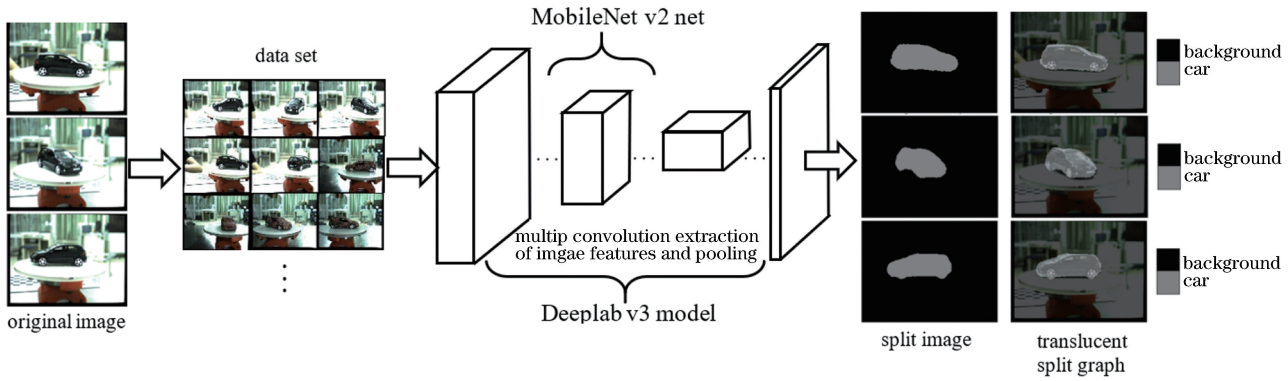 original image
data set
MobileNet v2 net
multip convolution extraction
of imgae features and pooling
Deeplab v3 model
split image
translucent
split graph
background
car
background
car
background
car